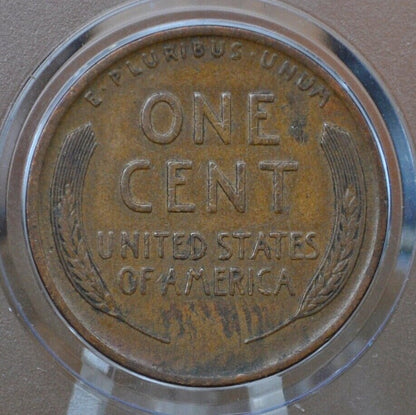 E · PLURIBUS · UNUM
ONE
CENT
UNITED STATES
OF AMERICA